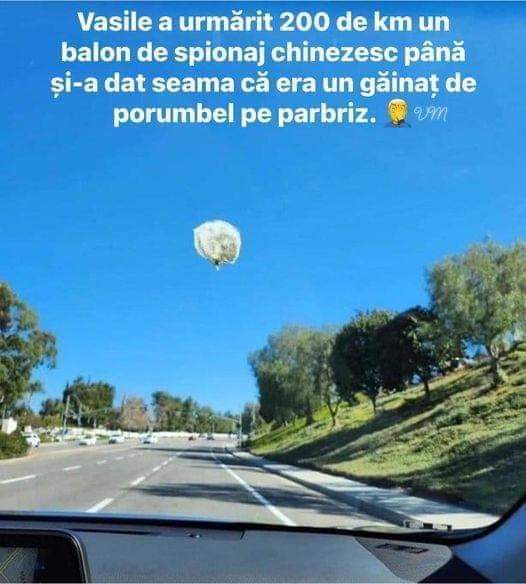 Vasile a urmărit 200 de km un
balon de spionaj chinezesc până
și-a dat seama că era un găinaț de
porumbel pe parbriz. 🤦 VM